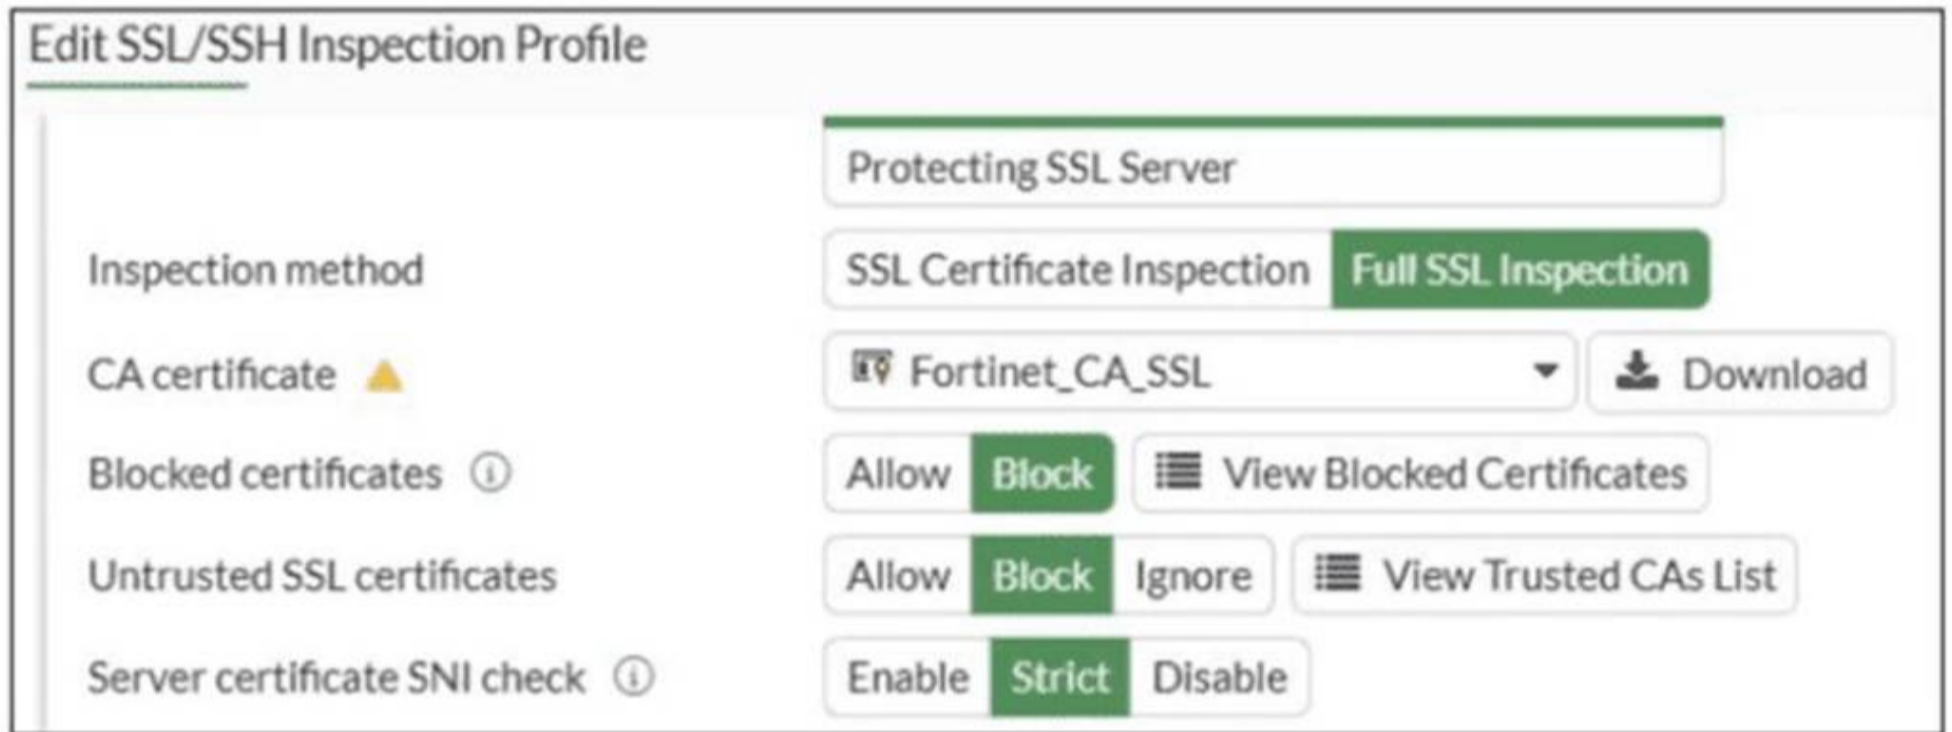 Edit SSL/SSH Inspection Profile
Protecting SSL Server
Inspection method SSL Certificate Inspection Full SSL Inspection
CA certificate Fortinet_CA_SSL Download
Blocked certificates Allow Block View Blocked Certificates
Untrusted SSL certificates Allow Block Ignore View Trusted CAs List
Server certificate SNI check Enable Strict Disable